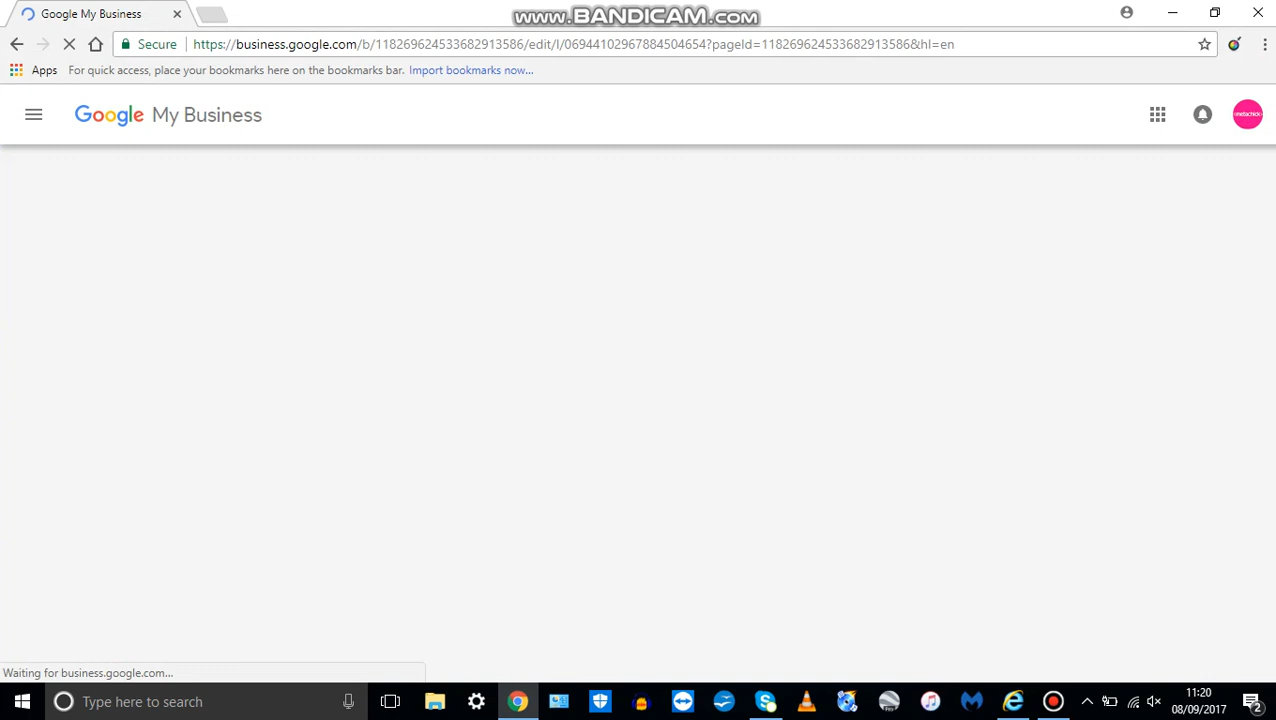 Google My Business
www.BANDICAM.com
Secure
https://business.google.com/b/118269624533682913586/edit/l/06944102967884504654?pageId=118269624533682913586&hl=en
Apps
For quick access, place your bookmarks here on the bookmarks bar. Import bookmarks now...
Google My Business
Waiting for business.google.com...
Type here to search
11:20
08/09/2017
2